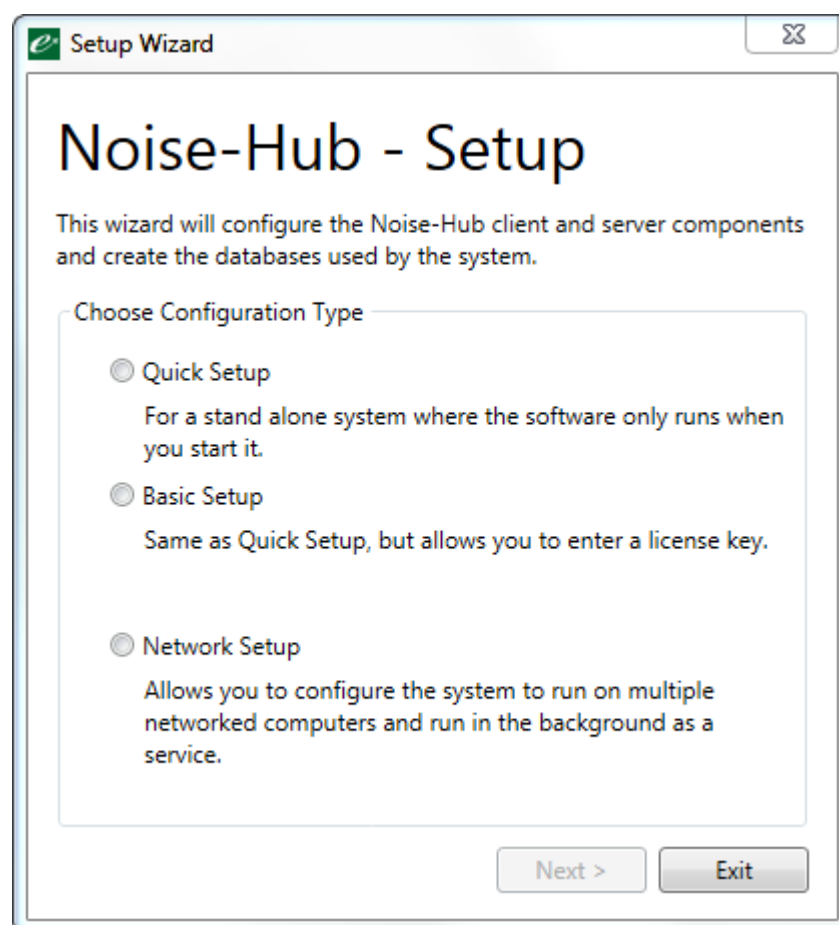 Setup Wizard
Noise-Hub - Setup
This wizard will configure the Noise-Hub client and server components
and create the databases used by the system.
Choose Configuration Type
Quick Setup
For a stand alone system where the software only runs when
you start it.
Basic Setup
Same as Quick Setup, but allows you to enter a license key.
Network Setup
Allows you to configure the system to run on multiple
networked computers and run in the background as a
service.
Next >
Exit